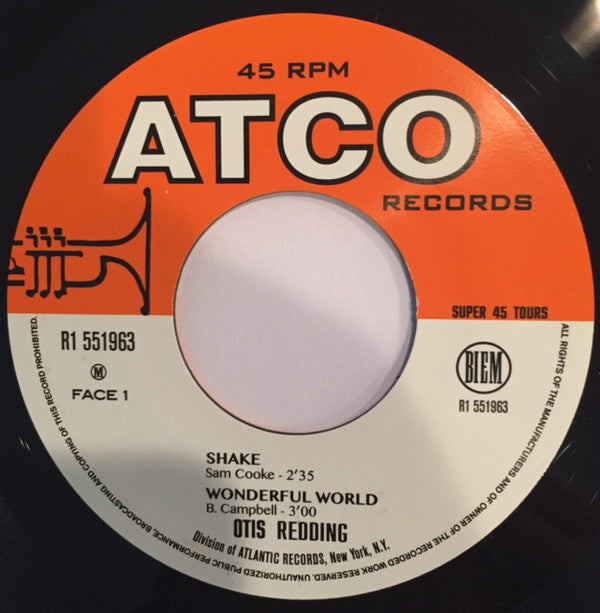 45 RPM
ATCO
RECORDS
SUPER 45 TOURS
R1 551963
M
FACE 1
BIEM
R1 551963
SHAKE
Sam Cooke - 2'35
WONDERFUL WORLD
B. Campbell - 3'00
OTIS REDDING
Division of ATLANTIC RECORDS, New York, N.Y.
ALL RIGHTS OF THE MANUFACTURERS AND OF OWNER OF THE RECORDED WORK RESERVED. UNAUTHORIZED PUBLIC PERFORMANCE, BROADCASTING AND COPYING OF THIS RECORD PROHIBITED.